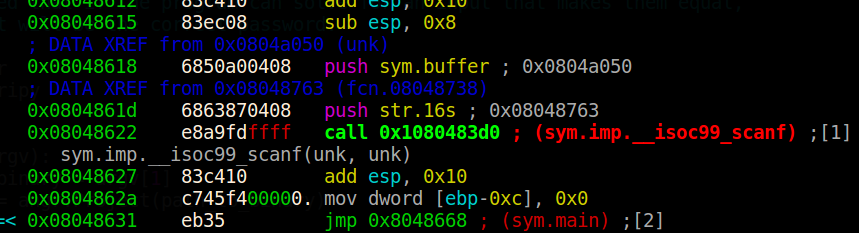 0x08048612 83c410 add esp, 0x10
0x08048615 83ec08 sub esp, 0x8
; DATA XREF from 0x0804a050 (unk)
0x08048618 6850a00408 push sym.buffer ; 0x0804a050
; DATA XREF from 0x08048763 (fcn.08048738)
0x0804861d 6863870408 push str.16s ; 0x08048763
0x08048622 e8a9fdffff call 0x1080483d0 ; (sym.imp.__isoc99_scanf) ;[1]
sym.imp.__isoc99_scanf(unk, unk)
0x08048627 83c410 add esp, 0x10
0x0804862a c745f400000. mov dword [ebp-0xc], 0x0
=< 0x08048631 eb35 jmp 0x8048668 ; (sym.main) ;[2]